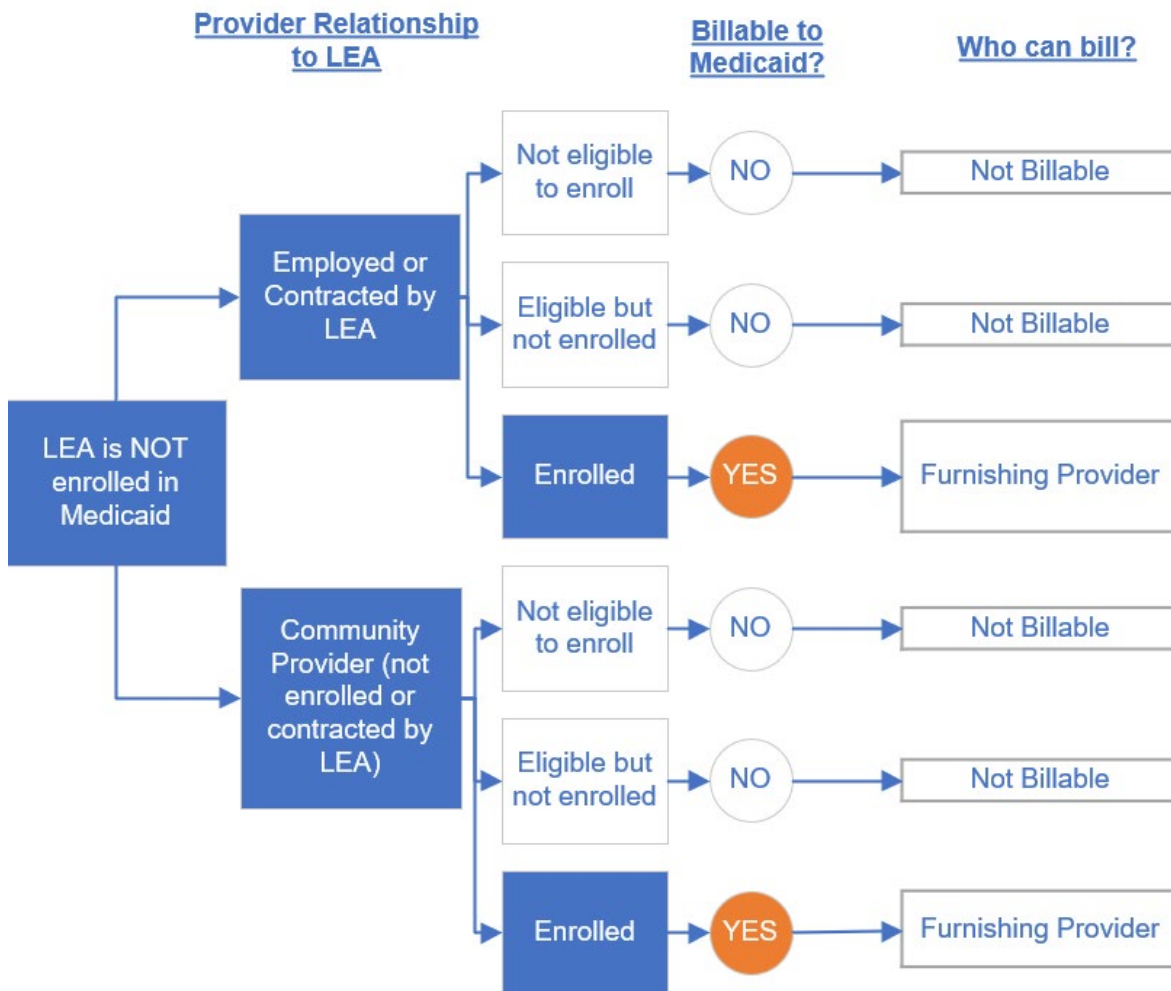 Provider Relationship
to LEA
Billable to
Medicaid?
Who can bill?
LEA is NOT
enrolled in
Medicaid
Employed or
Contracted by
LEA
Not eligible
to enroll
NO
Not Billable
Eligible but
not enrolled
NO
Not Billable
Enrolled
YES
Furnishing Provider
Community
Provider (not
enrolled or
contracted by
LEA)
Not eligible
to enroll
NO
Not Billable
Eligible but
not enrolled
NO
Not Billable
Enrolled
YES
Furnishing Provider